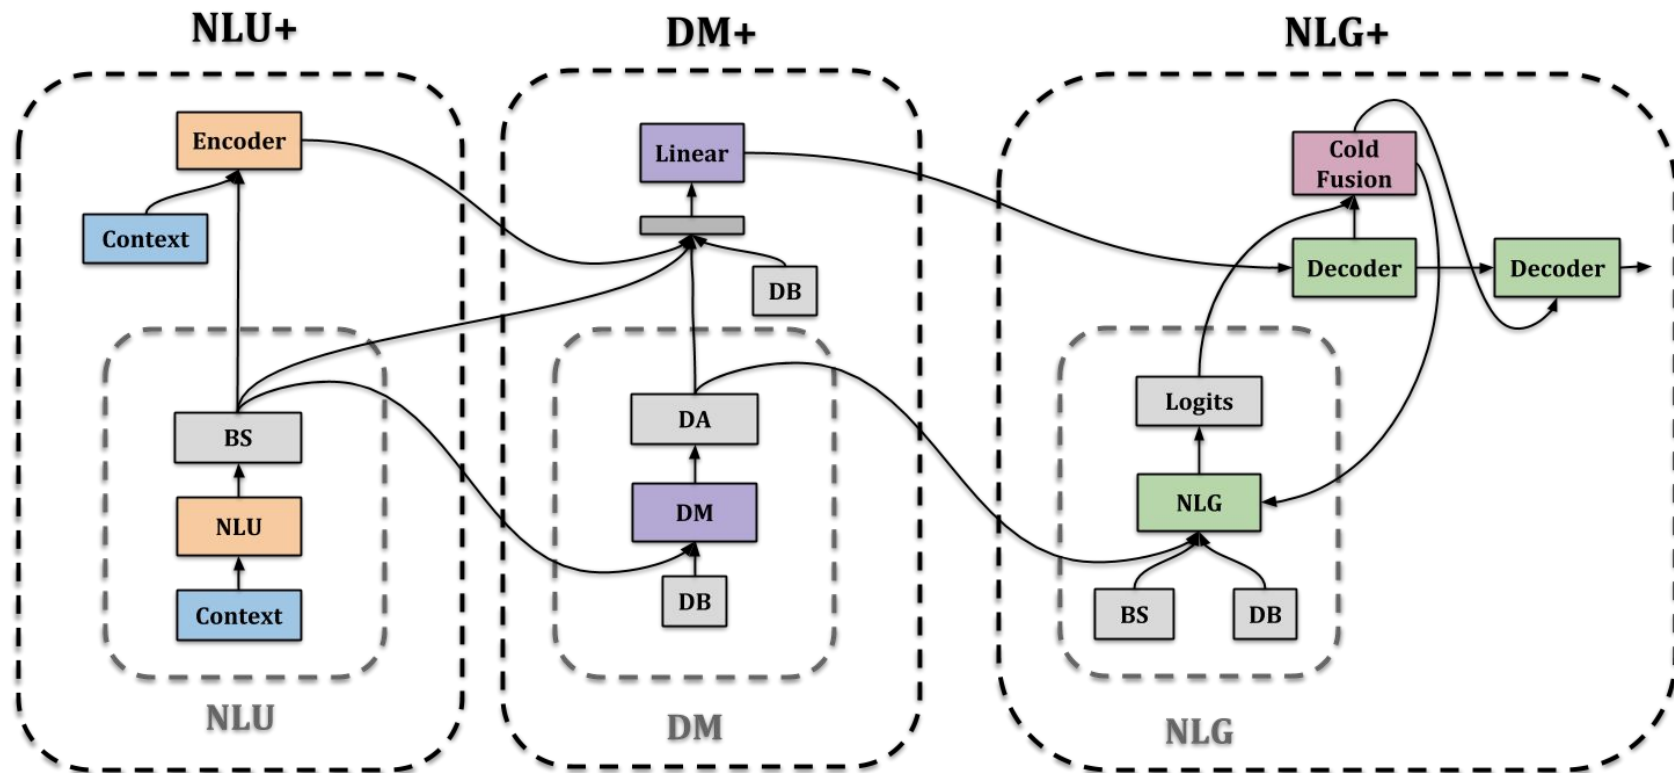 NLU+
DM+
NLG+
Encoder
Context
BS
NLU
Context
NLU
Linear
DB
DA
DM
DB
DM
Cold
Fusion
Decoder
Decoder
Logits
NLG
BS
DB
NLG